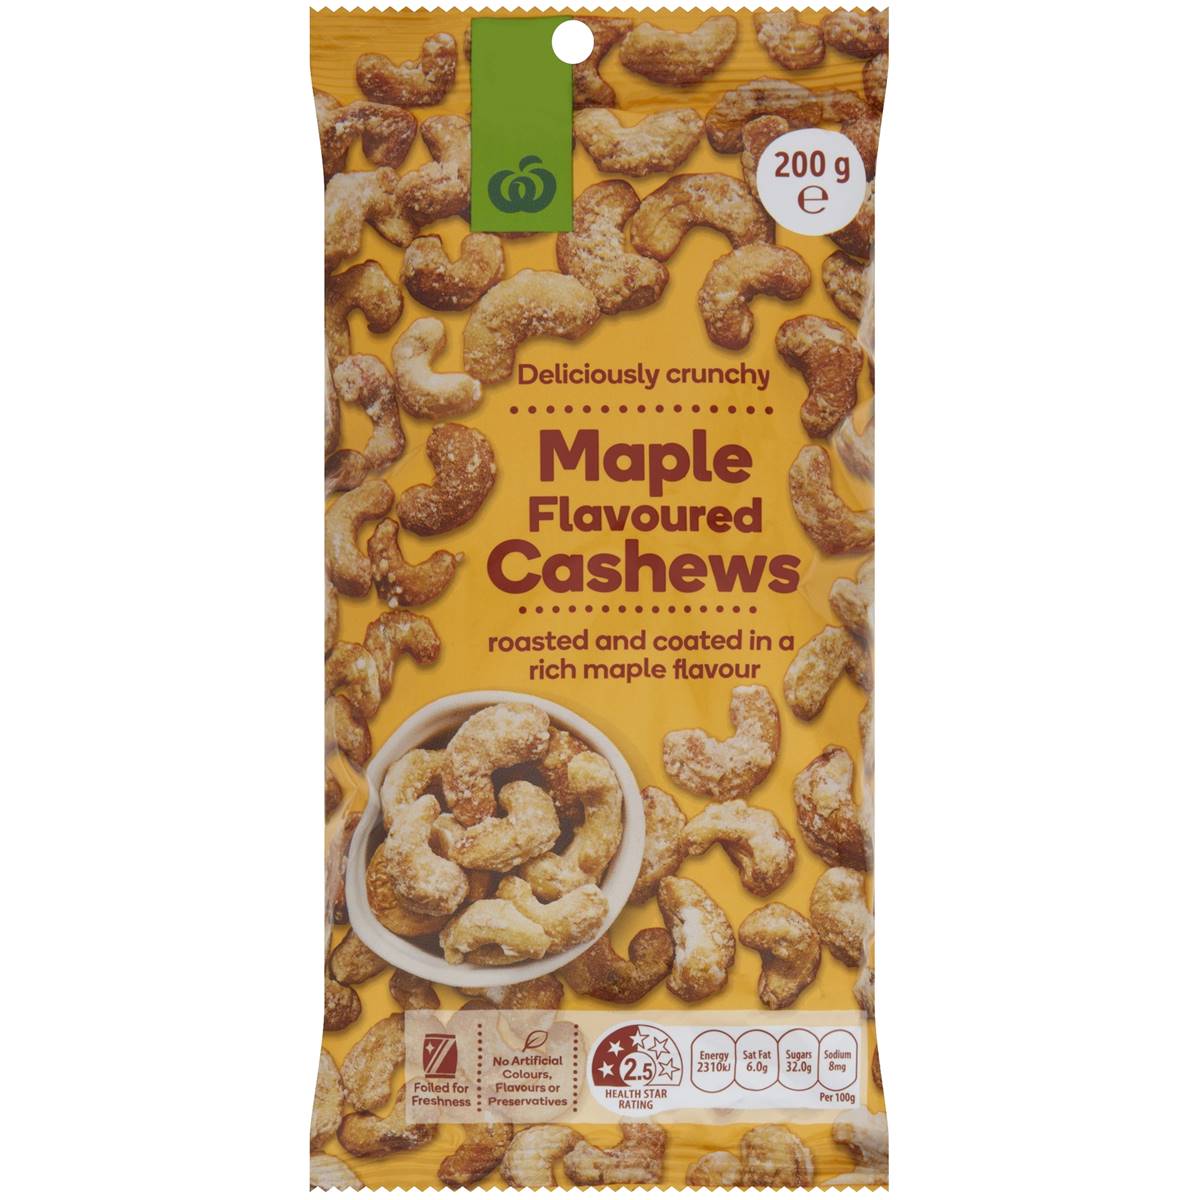 200 g
℮
Deliciously crunchy
Maple
Flavoured
Cashews
roasted and coated in a
rich maple flavour
Foiled for
Freshness
No Artificial
Colours,
Flavours or
Preservatives
2.5
HEALTH STAR
RATING
Energy
2310kJ
Sat Fat
6.0g
Sugars
32.0g
Sodium
8mg
Per 100g